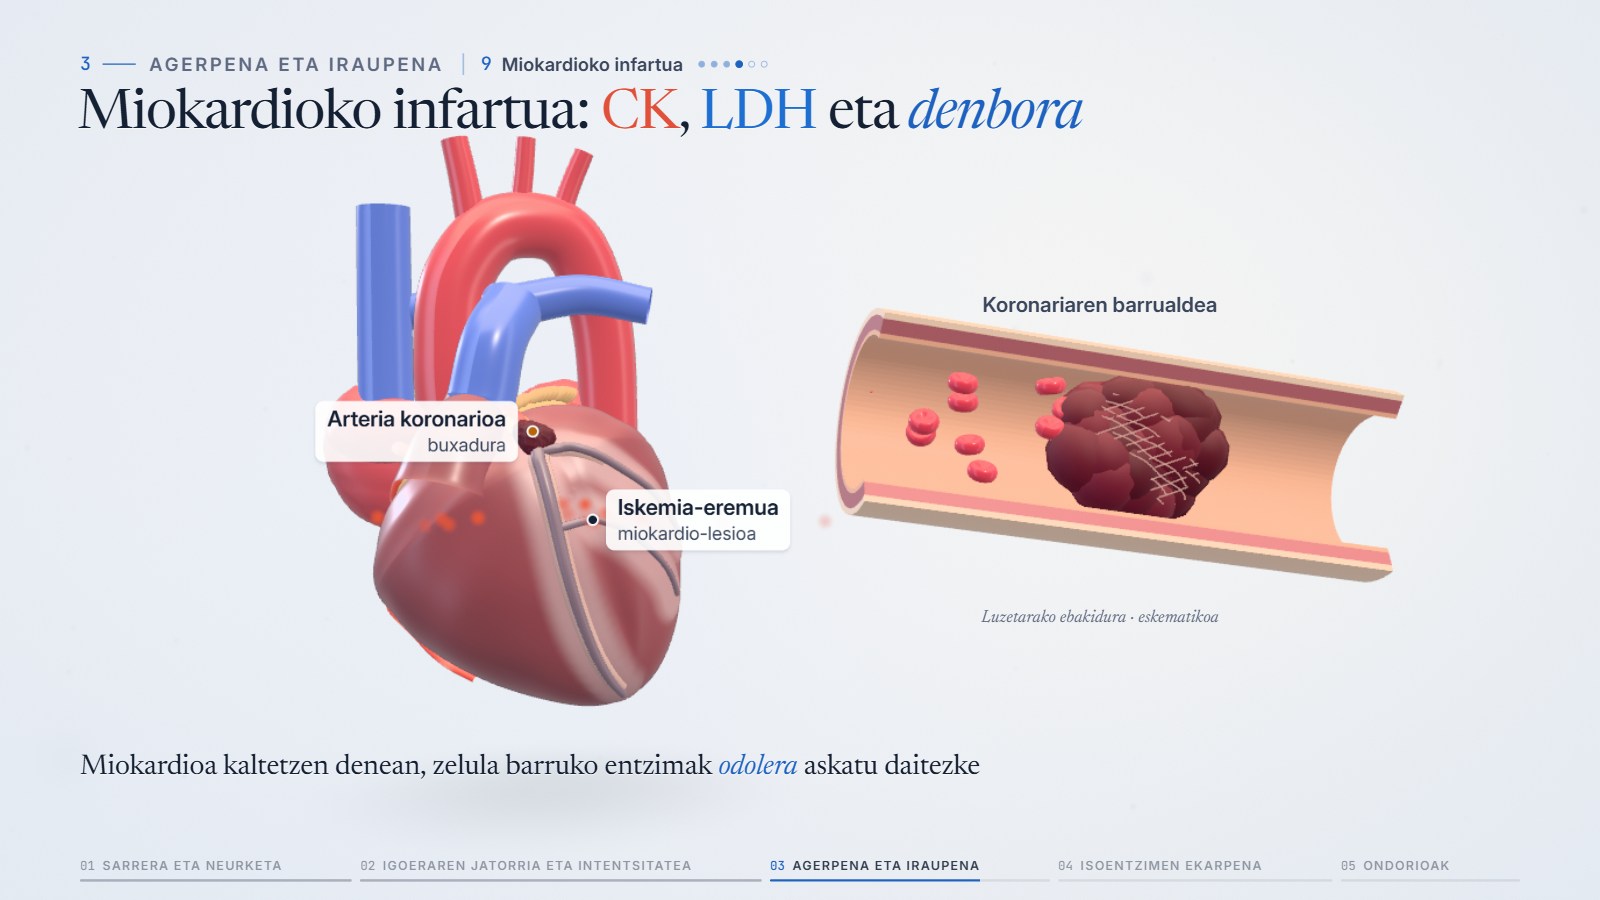 3 AGERPENA ETA IRAUPENA 9 Miokardioko infartua
Miokardioko infartua: CK, LDH eta denbora
Koronariaren barrualdea
Arteria koronarioa
buxadura
Iskemia-eremua
miokardio-lesioa
Luzetarako ebakidura · eskematikoa
Miokardioa kaltetzen denean, zelula barruko entzimak odolera askatu daitezke
01 SARRERA ETA NEURKETA 02 IGOERAREN JATORRIA ETA INTENTSITATEA 03 AGERPENA ETA IRAUPENA 04 ISOENTZIMEN EKARPENA 05 ONDORIOAK